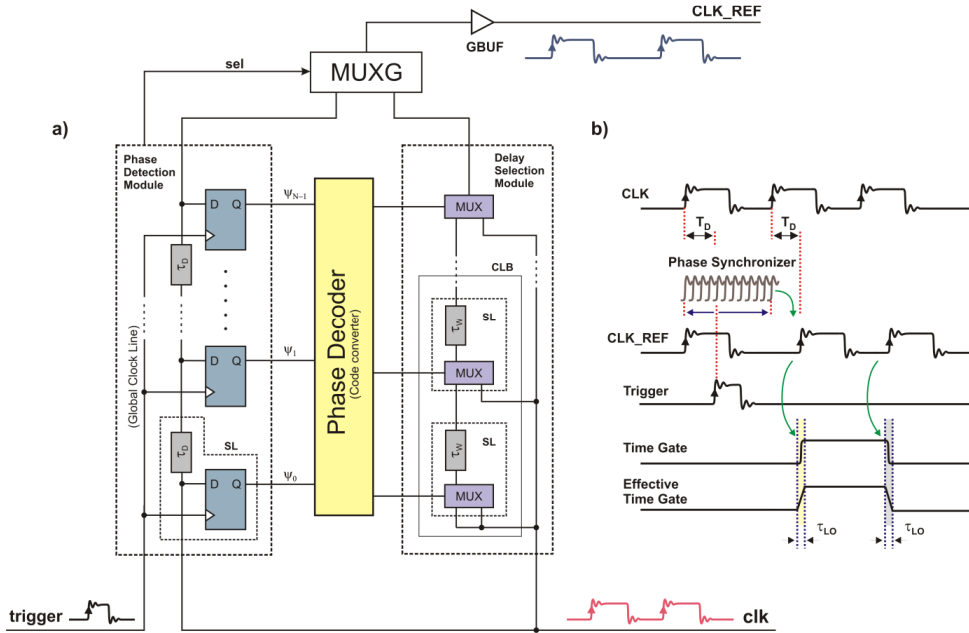 CLK_REF
GBUF
sel
MUXG
a)
Phase
Detection
Module
D Q
τD
(Global Clock Line)
D Q
τD
SL
D Q
ΨN-1
Ψ1
Ψ0
Phase Decoder
(Code converter)
Delay
Selection
Module
MUX
CLB
SL
τW
MUX
SL
τW
MUX
trigger
clk
b)
CLK
TD
TD
Phase Synchronizer
CLK_REF
Trigger
Time Gate
Effective
Time Gate
τLO
τLO